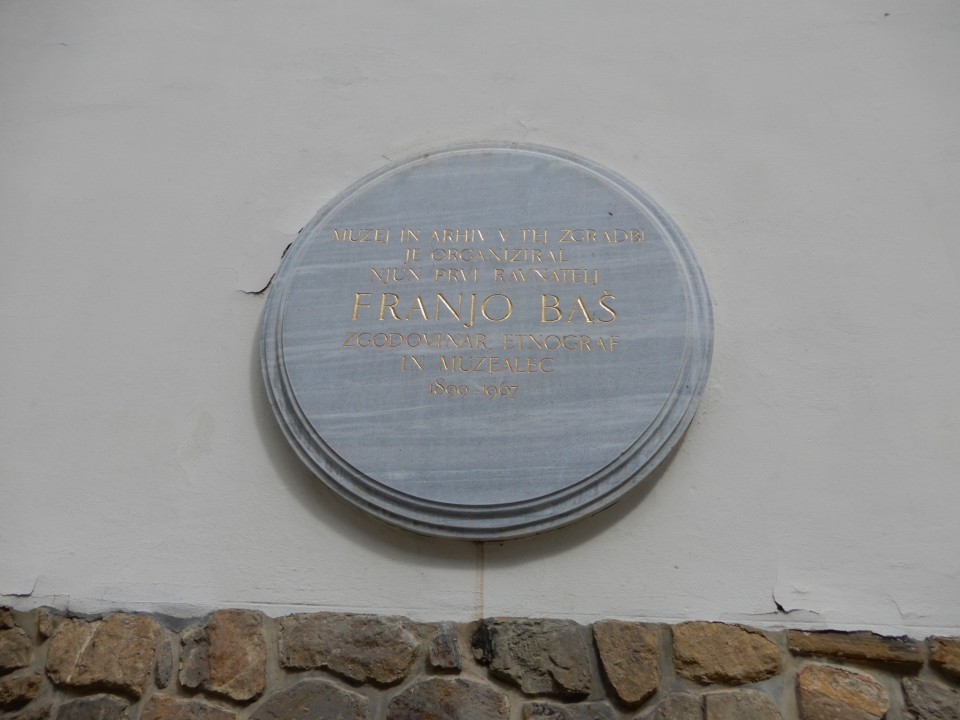 MUZEJ IN ARHIV V TEJ ZGRADBI
JE ORGANIZIRAL
NJUN PRVI RAVNATELJ
FRANJO BAŠ
ZGODOVINAR ETNOGRAF
IN MUZEALEC
1899-1967